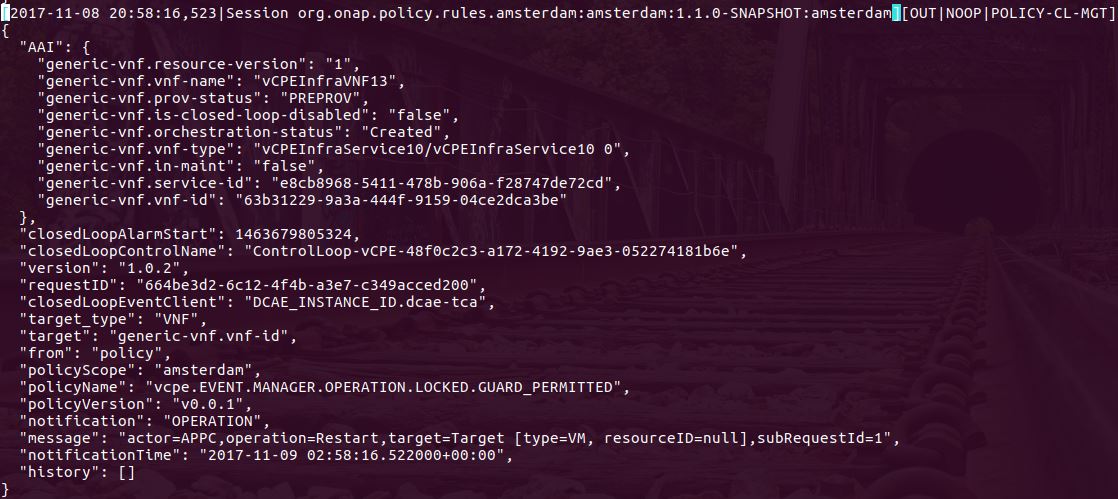 [2017-11-08 20:58:16,523|Session org.onap.policy.rules.amsterdam:amsterdam:1.1.0-SNAPSHOT:amsterdam][OUT|NOOP|POLICY-CL-MGT]
{
  "AAI": {
    "generic-vnf.resource-version": "1",
    "generic-vnf.vnf-name": "vCPEInfraVNF13",
    "generic-vnf.prov-status": "PREPROV",
    "generic-vnf.is-closed-loop-disabled": "false",
    "generic-vnf.orchestration-status": "Created",
    "generic-vnf.vnf-type": "vCPEInfraService10/vCPEInfraService10 0",
    "generic-vnf.in-maint": "false",
    "generic-vnf.service-id": "e8cb8968-5411-478b-906a-f28747de72cd",
    "generic-vnf.vnf-id": "63b31229-9a3a-444f-9159-04ce2dca3be"
  },
  "closedLoopAlarmStart": 1463679805324,
  "closedLoopControlName": "ControlLoop-vCPE-48f0c2c3-a172-4192-9ae3-052274181b6e",
  "version": "1.0.2",
  "requestID": "664be3d2-6c12-4f4b-a3e7-c349acced200",
  "closedLoopEventClient": "DCAE_INSTANCE_ID.dcae-tca",
  "target_type": "VNF",
  "target": "generic-vnf.vnf-id",
  "from": "policy",
  "policyScope": "amsterdam",
  "policyName": "vcpe.EVENT.MANAGER.OPERATION.LOCKED.GUARD_PERMITTED",
  "policyVersion": "v0.0.1",
  "notification": "OPERATION",
  "message": "actor=APPC,operation=Restart,target=Target [type=VM, resourceID=null],subRequestId=1",
  "notificationTime": "2017-11-09 02:58:16.522000+00:00",
  "history": []
}